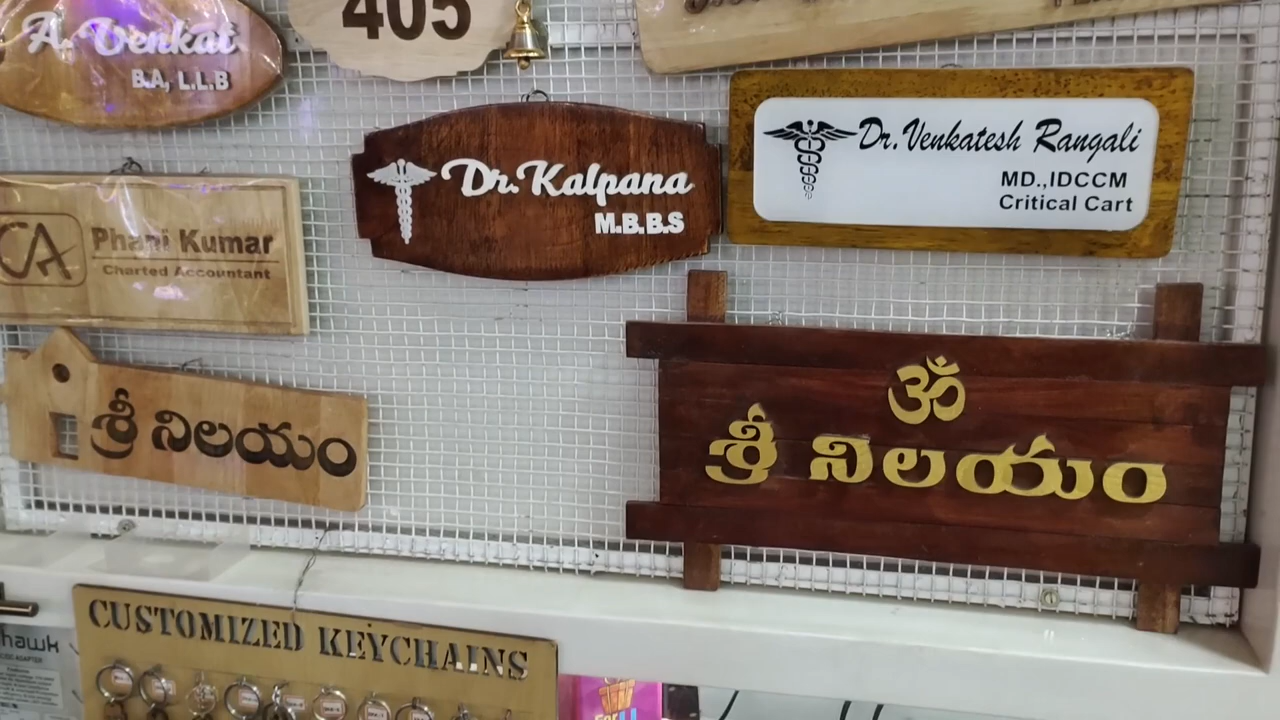 A. Venkat
B.A, L.L.B
405
Dr. Kalpana
M.B.B.S
Dr. Venkatesh Rangali
MD.,IDCCM
Critical Cart
CA
Phani Kumar
Charted Accountant
శ్రీ నిలయం
ॐ
శ్రీ నిలయం
CUSTOMIZED KEYCHAINS
hawk